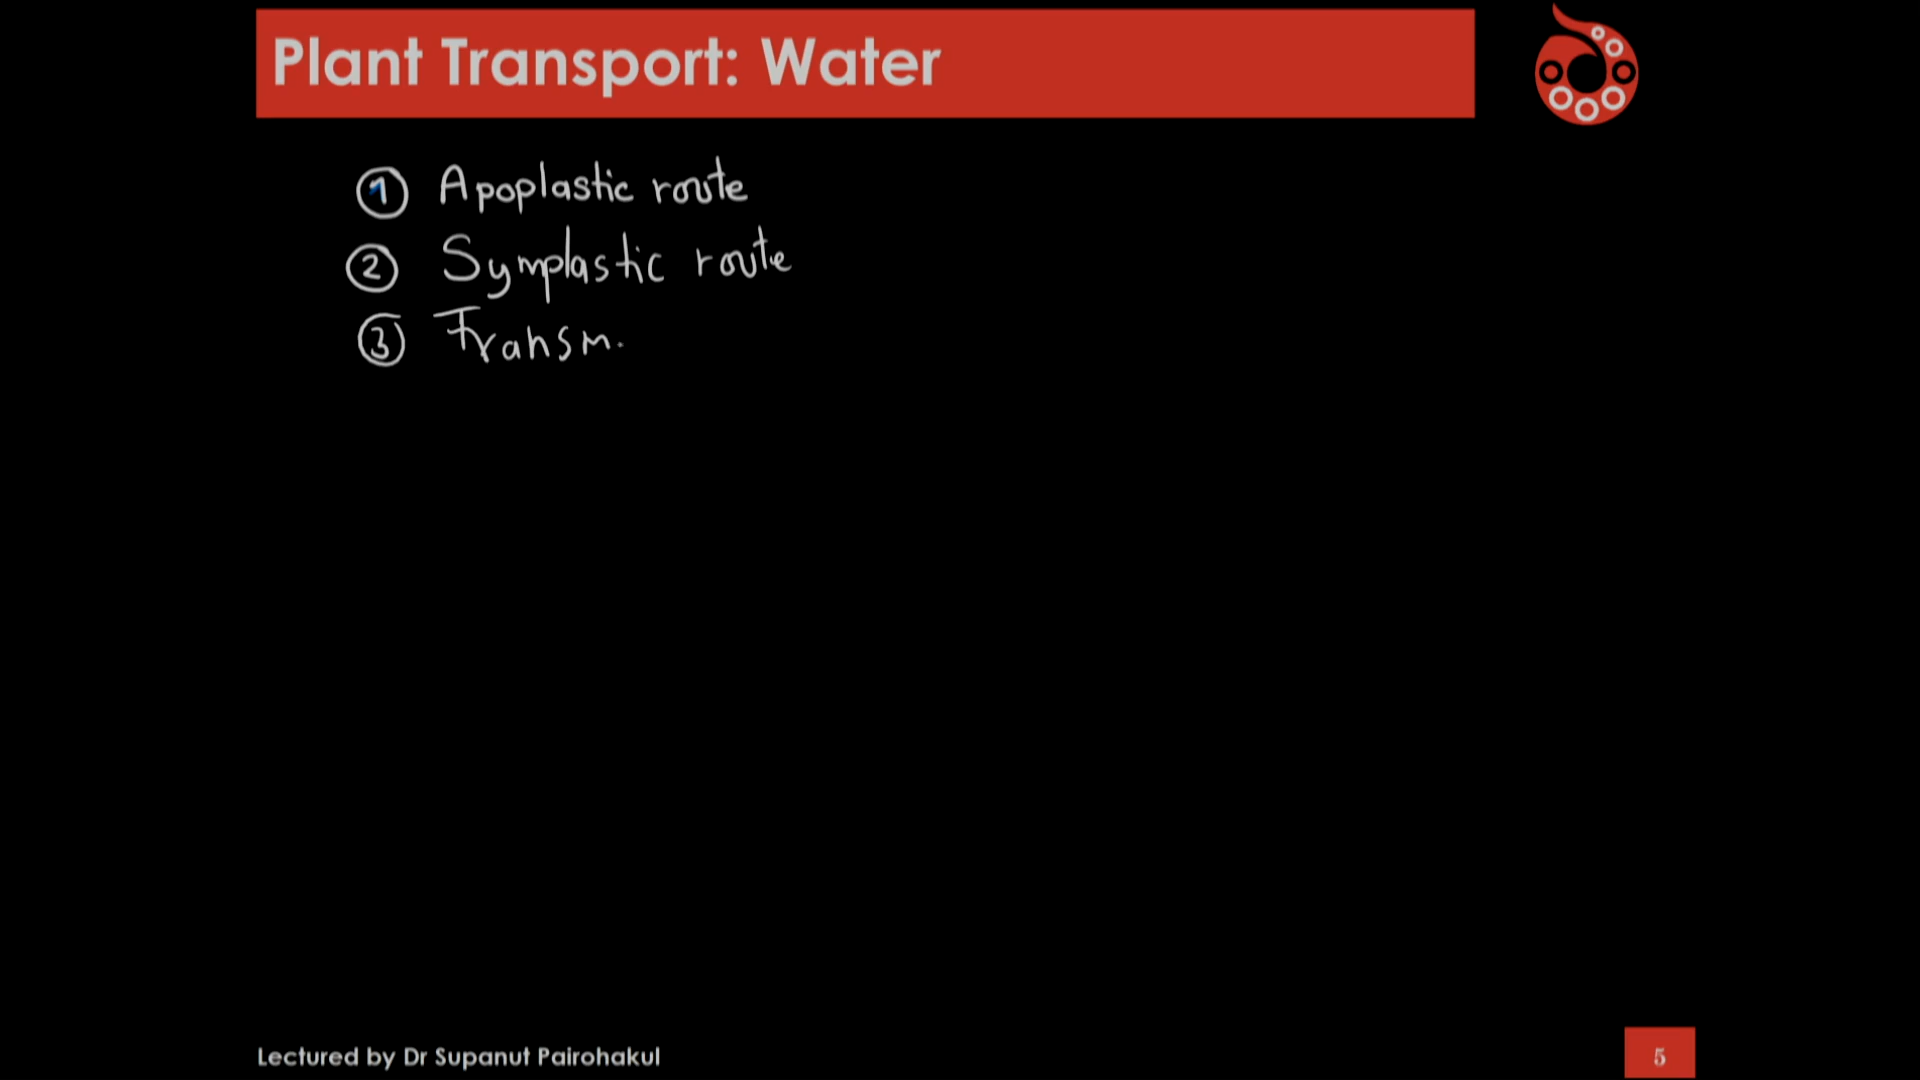 Plant Transport: Water
1 Apoplastic route
2 Symplastic route
3 Transm.
Lectured by Dr Supanut Pairohakul
5